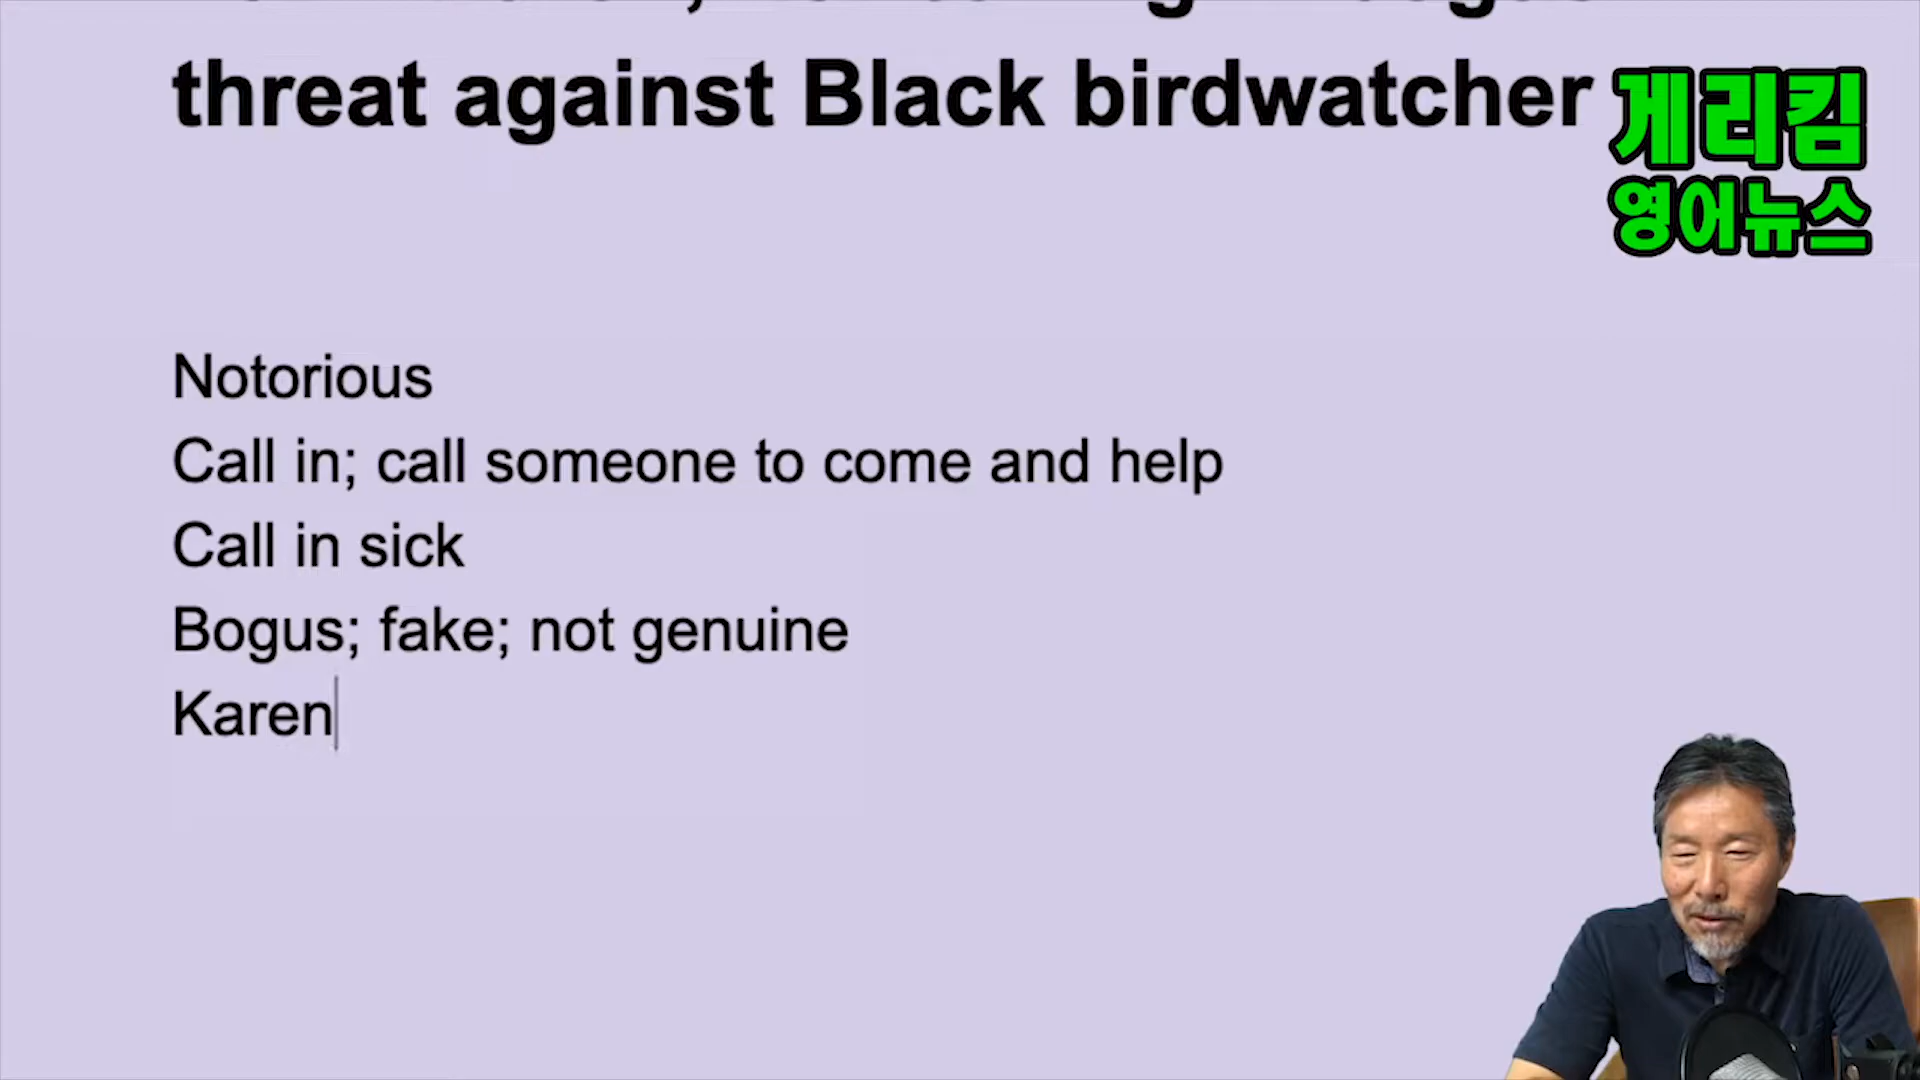 threat against Black birdwatcher
게리킴
영어뉴스
Notorious
Call in; call someone to come and help
Call in sick
Bogus; fake; not genuine
Karen